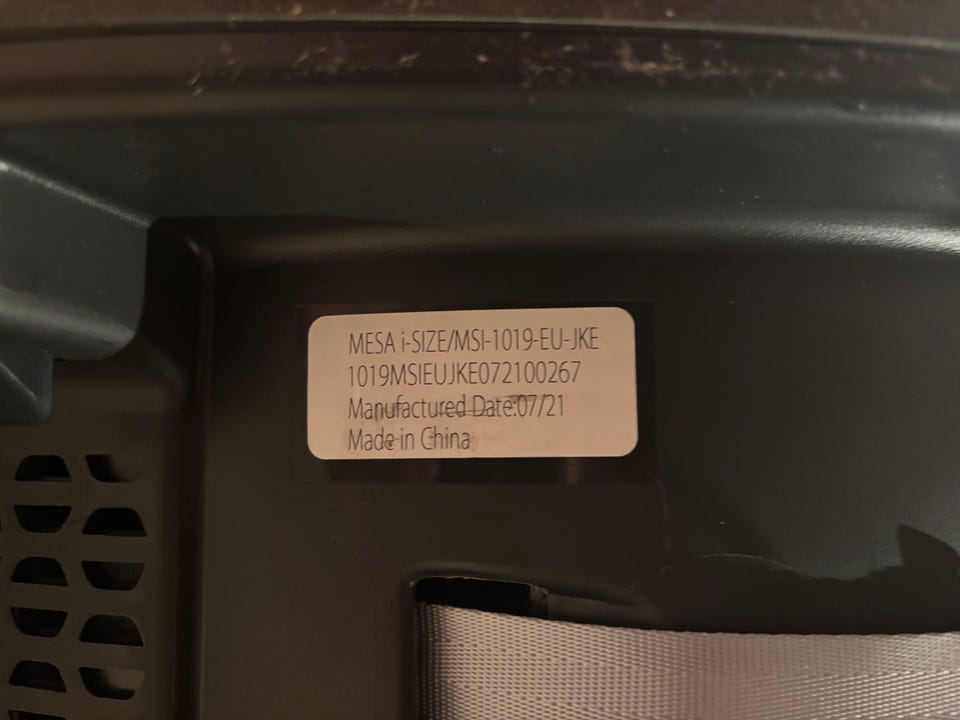 MESA i-SIZE/MSI-1019-EU-JKE
1019MSIEUJKE072100267
Manufactured Date:07/21
Made in China